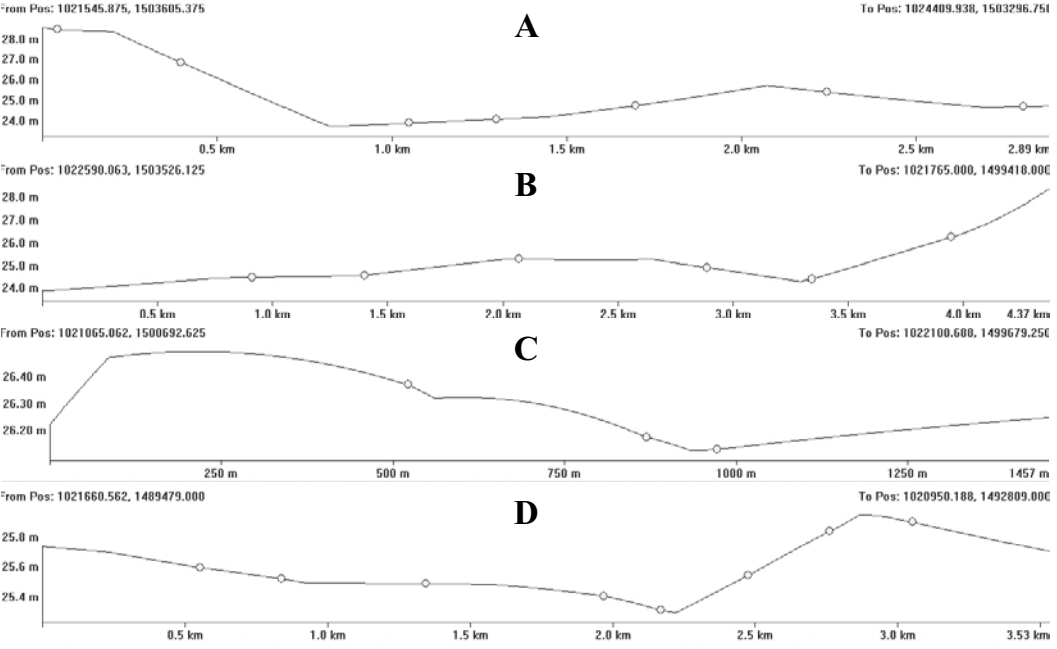 From Pos: 1021545.875, 1503605.375 A To Pos: 1024409.938, 1503296.750
28.0 m
27.0 m
26.0 m
25.0 m
24.0 m
0.5 km 1.0 km 1.5 km 2.0 km 2.5 km 2.89 km
From Pos: 1022590.063, 1503526.125 B To Pos: 1021765.000, 1499410.000
28.0 m
27.0 m
26.0 m
25.0 m
24.0 m
0.5 km 1.0 km 1.5 km 2.0 km 2.5 km 3.0 km 3.5 km 4.0 km 4.37 km
From Pos: 1021065.062, 1500692.625 C To Pos: 1022100.688, 1499679.250
26.40 m
26.30 m
26.20 m
250 m 500 m 750 m 1000 m 1250 m 1457 m
From Pos: 1021660.562, 1489479.000 D To Pos: 1020950.188, 1492809.000
25.8 m
25.6 m
25.4 m
0.5 km 1.0 km 1.5 km 2.0 km 2.5 km 3.0 km 3.53 km